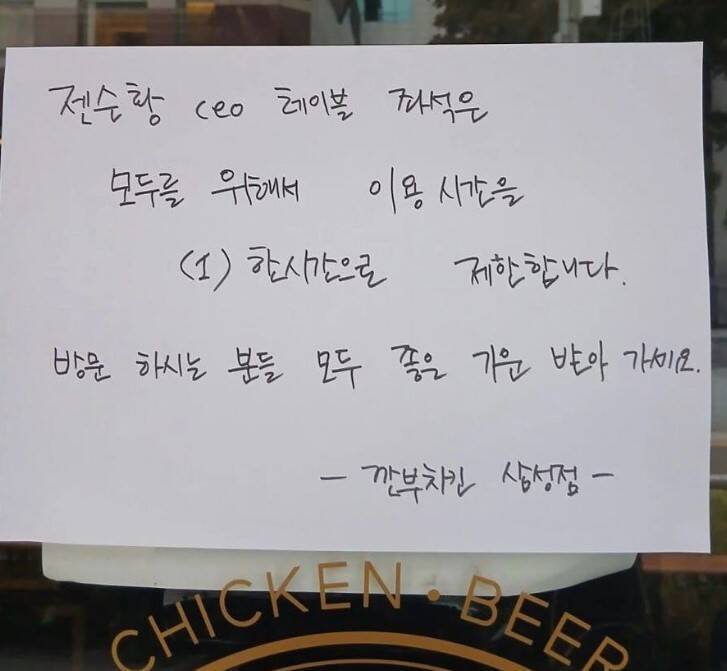 젠슨황 ceo 테이블 좌석은
모두를 위해서 이용 시간을
(1) 한시간으로 제한합니다.
방문 하시는 분들 모두 좋은 기운 받아 가세요.
- 깐부치킨 삼성점 -
CHICKEN • BEER